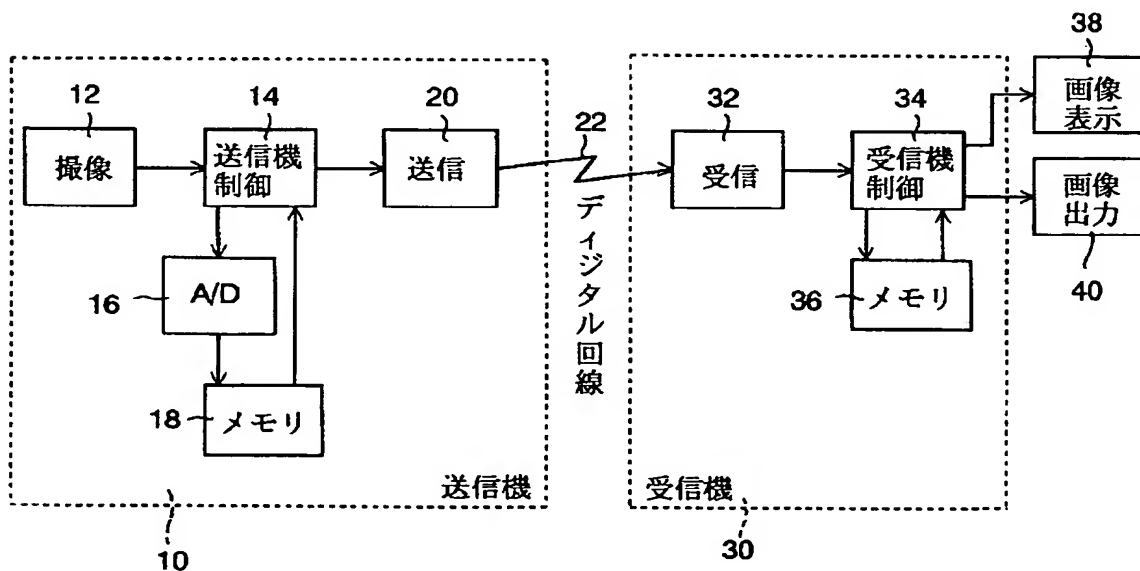 38
12
14
20
32
34
22
画像
表示
撮像
送信機
制御
送信
受信
受信機
制御
画像
出力
ディジタル回線
A/D
16
メモリ
36
40
18
メモリ
送信機
受信機
10
30